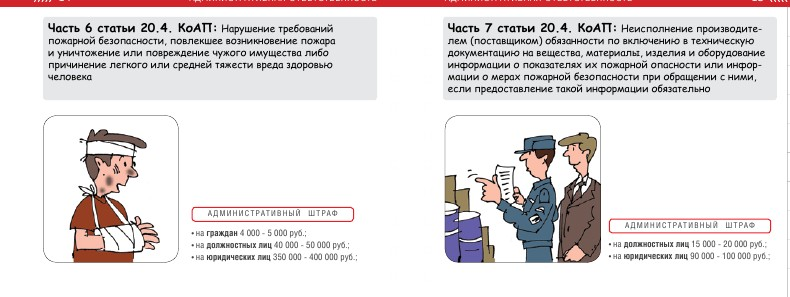 Часть 6 статьи 20.4. КоАП: Нарушение требований
пожарной безопасности, повлекшее возникновение пожара
и уничтожение или повреждение чужого имущества либо
причинение легкого или средней тяжести вреда здоровью
человека
АДМИНИСТРАТИВНЫЙ ШТРАФ
• на граждан 4 000 - 5 000 руб.;
• на должностных лиц 40 000 - 50 000 руб.;
• на юридических лиц 350 000 - 400 000 руб.;
Часть 7 статьи 20.4. КоАП: Неисполнение производите-
лем (поставщиком) обязанности по включению в техническую
документацию на вещества, материалы, изделия и оборудование
информации о показателях их пожарной опасности или инфор-
мации о мерах пожарной безопасности при обращении с ними,
если предоставление такой информации обязательно
АДМИНИСТРАТИВНЫЙ ШТРАФ
• на должностных лиц 15 000 - 20 000 руб.;
• на юридических лиц 90 000 - 100 000 руб.;